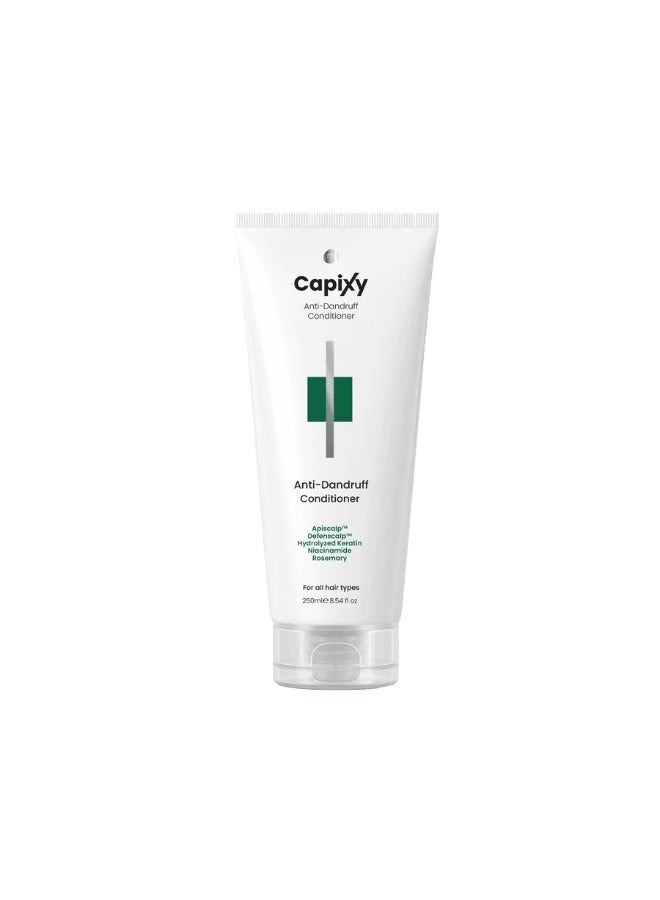 Capixy
Anti-Dandruff
Conditioner
Anti-Dandruff
Conditioner
Apiscalp™
Defenscalp™
Hydrolyzed Keratin
Niacinamide
Rosemary
For all hair types
250ml℮8.54 fl oz